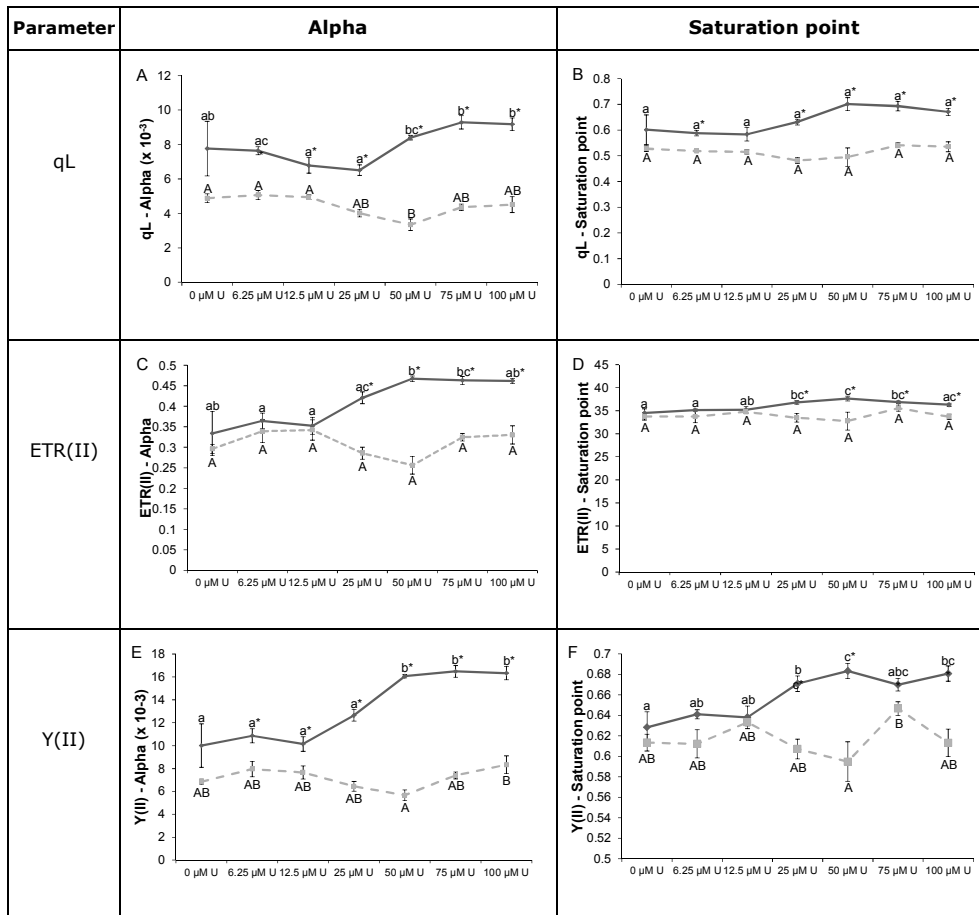 Parameter
Alpha
Saturation point
qL
A
qL - Alpha (x 10-3)
12
10
8
6
4
2
0
ab
ac
a*
a*
bc*
b*
b*
A
A
A
AB
B
AB
AB
0 µM U 6.25 µM U 12.5 µM U 25 µM U 50 µM U 75 µM U 100 µM U
B
qL - Saturation point
0.8
0.7
0.6
0.5
0.4
0.3
0.2
0.1
0
a
a*
a
a*
a*
a*
a*
A
A
A
A
A
A
A
0 µM U 6.25 µM U 12.5 µM U 25 µM U 50 µM U 75 µM U 100 µM U
ETR(II)
C
ETR(II) - Alpha
0.5
0.45
0.4
0.35
0.3
0.25
0.2
0.15
0.1
0.05
0
ab
a
a
ac*
b*
bc*
ab*
A
A
A
A
A
A
A
0 µM U 6.25 µM U 12.5 µM U 25 µM U 50 µM U 75 µM U 100 µM U
D
ETR(II) - Saturation point
45
40
35
30
25
20
15
10
5
0
a
a
ab
bc*
c*
bc*
ac*
A
A
A
A
A
A
A
0 µM U 6.25 µM U 12.5 µM U 25 µM U 50 µM U 75 µM U 100 µM U
Y(II)
E
Y(II) - Alpha (x 10-3)
18
16
14
12
10
8
6
4
2
0
a
a*
a*
a*
b*
b*
b*
AB
AB
AB
AB
A
AB
B
0 µM U 6.25 µM U 12.5 µM U 25 µM U 50 µM U 75 µM U 100 µM U
F
Y(II) - Saturation point
0.7
0.68
0.66
0.64
0.62
0.6
0.58
0.56
0.54
0.52
0.5
a
ab
ab
b
c*
abc
bc
AB
AB
AB
AB
A
B
AB
0 µM U 6.25 µM U 12.5 µM U 25 µM U 50 µM U 75 µM U 100 µM U